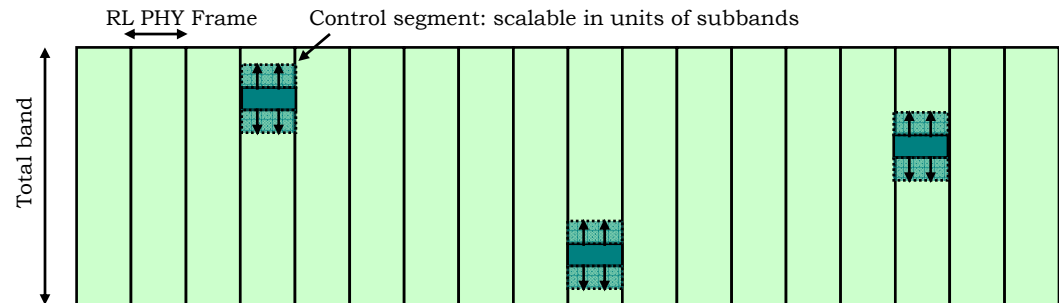 RL PHY Frame
Control segment: scalable in units of subbands
Total band